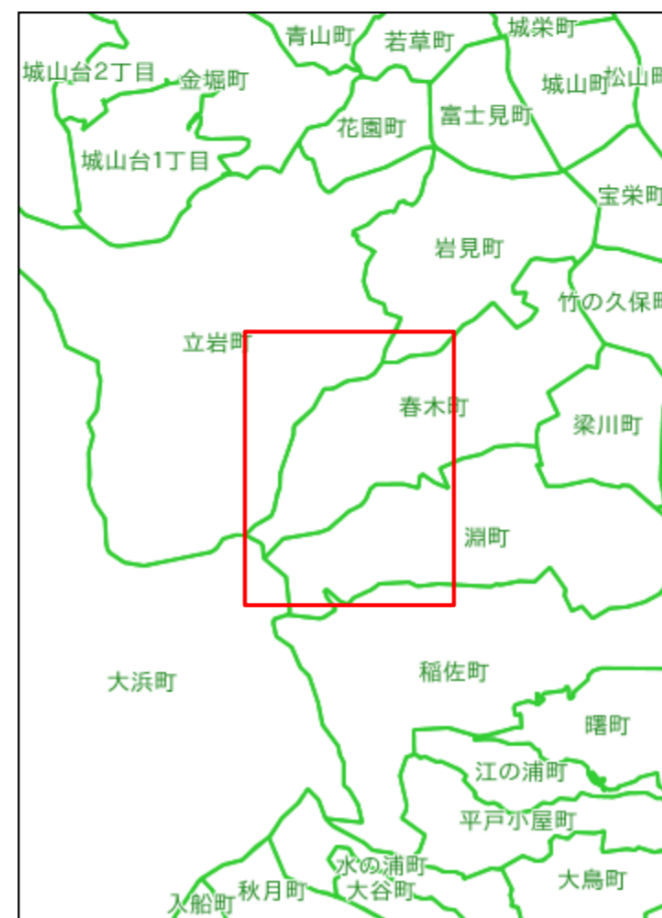 城栄町
青山町
若草町
城山台2丁目
金堀町
城山町
松山町
花園町
富士見町
城山台1丁目
宝栄町
岩見町
竹の久保町
立岩町
春木町
梁川町
淵町
稲佐町
大浜町
曙町
江の浦町
平戸小屋町
水の浦町
大鳥町
秋月町
大谷町
入船町